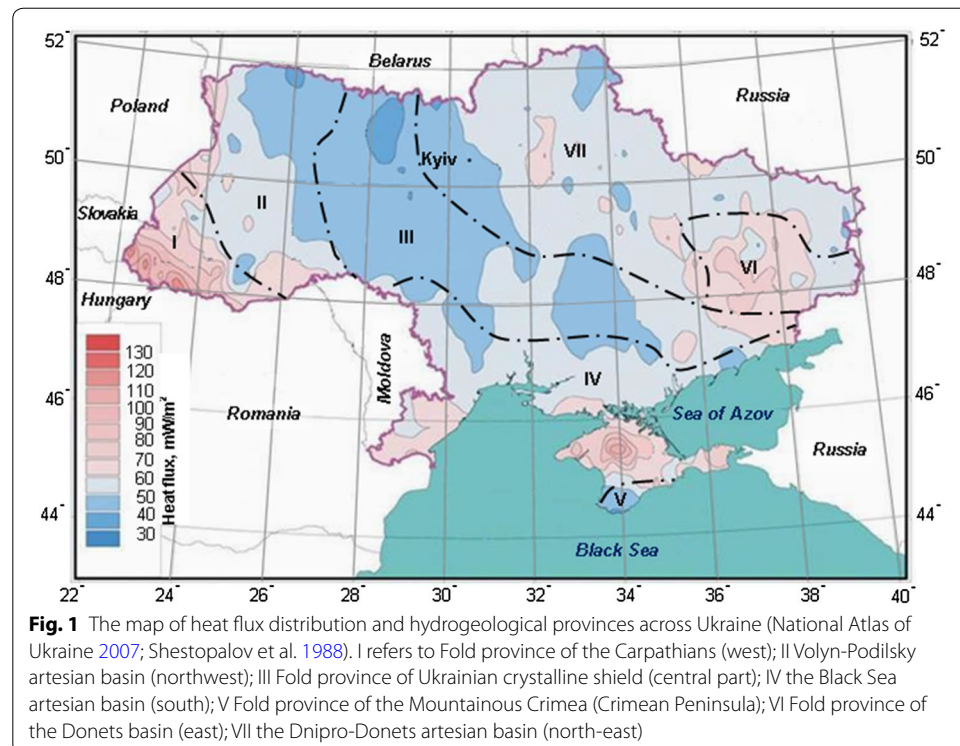 52-
52-
Belarus
Poland
Russia
50-
Kyiv
VII
50-
II
Slovakia
I
III
VI
48-
48-
Hungary
Moldova
130
120
110
100
90
80
70
60
50
40
30
Heat flux, mW/m²
IV
46-
46-
Romania
Sea of Azov
Russia
44-
V
44-
Black Sea
22- 24- 26- 28- 30- 32- 34- 36- 38- 40-
Fig. 1 The map of heat flux distribution and hydrogeological provinces across Ukraine (National Atlas of
Ukraine 2007; Shestopalov et al. 1988). I refers to Fold province of the Carpathians (west); II Volyn-Podilsky
artesian basin (northwest); III Fold province of Ukrainian crystalline shield (central part); IV the Black Sea
artesian basin (south); V Fold province of the Mountainous Crimea (Crimean Peninsula); VI Fold province of
the Donets basin (east); VII the Dnipro-Donets artesian basin (north-east)